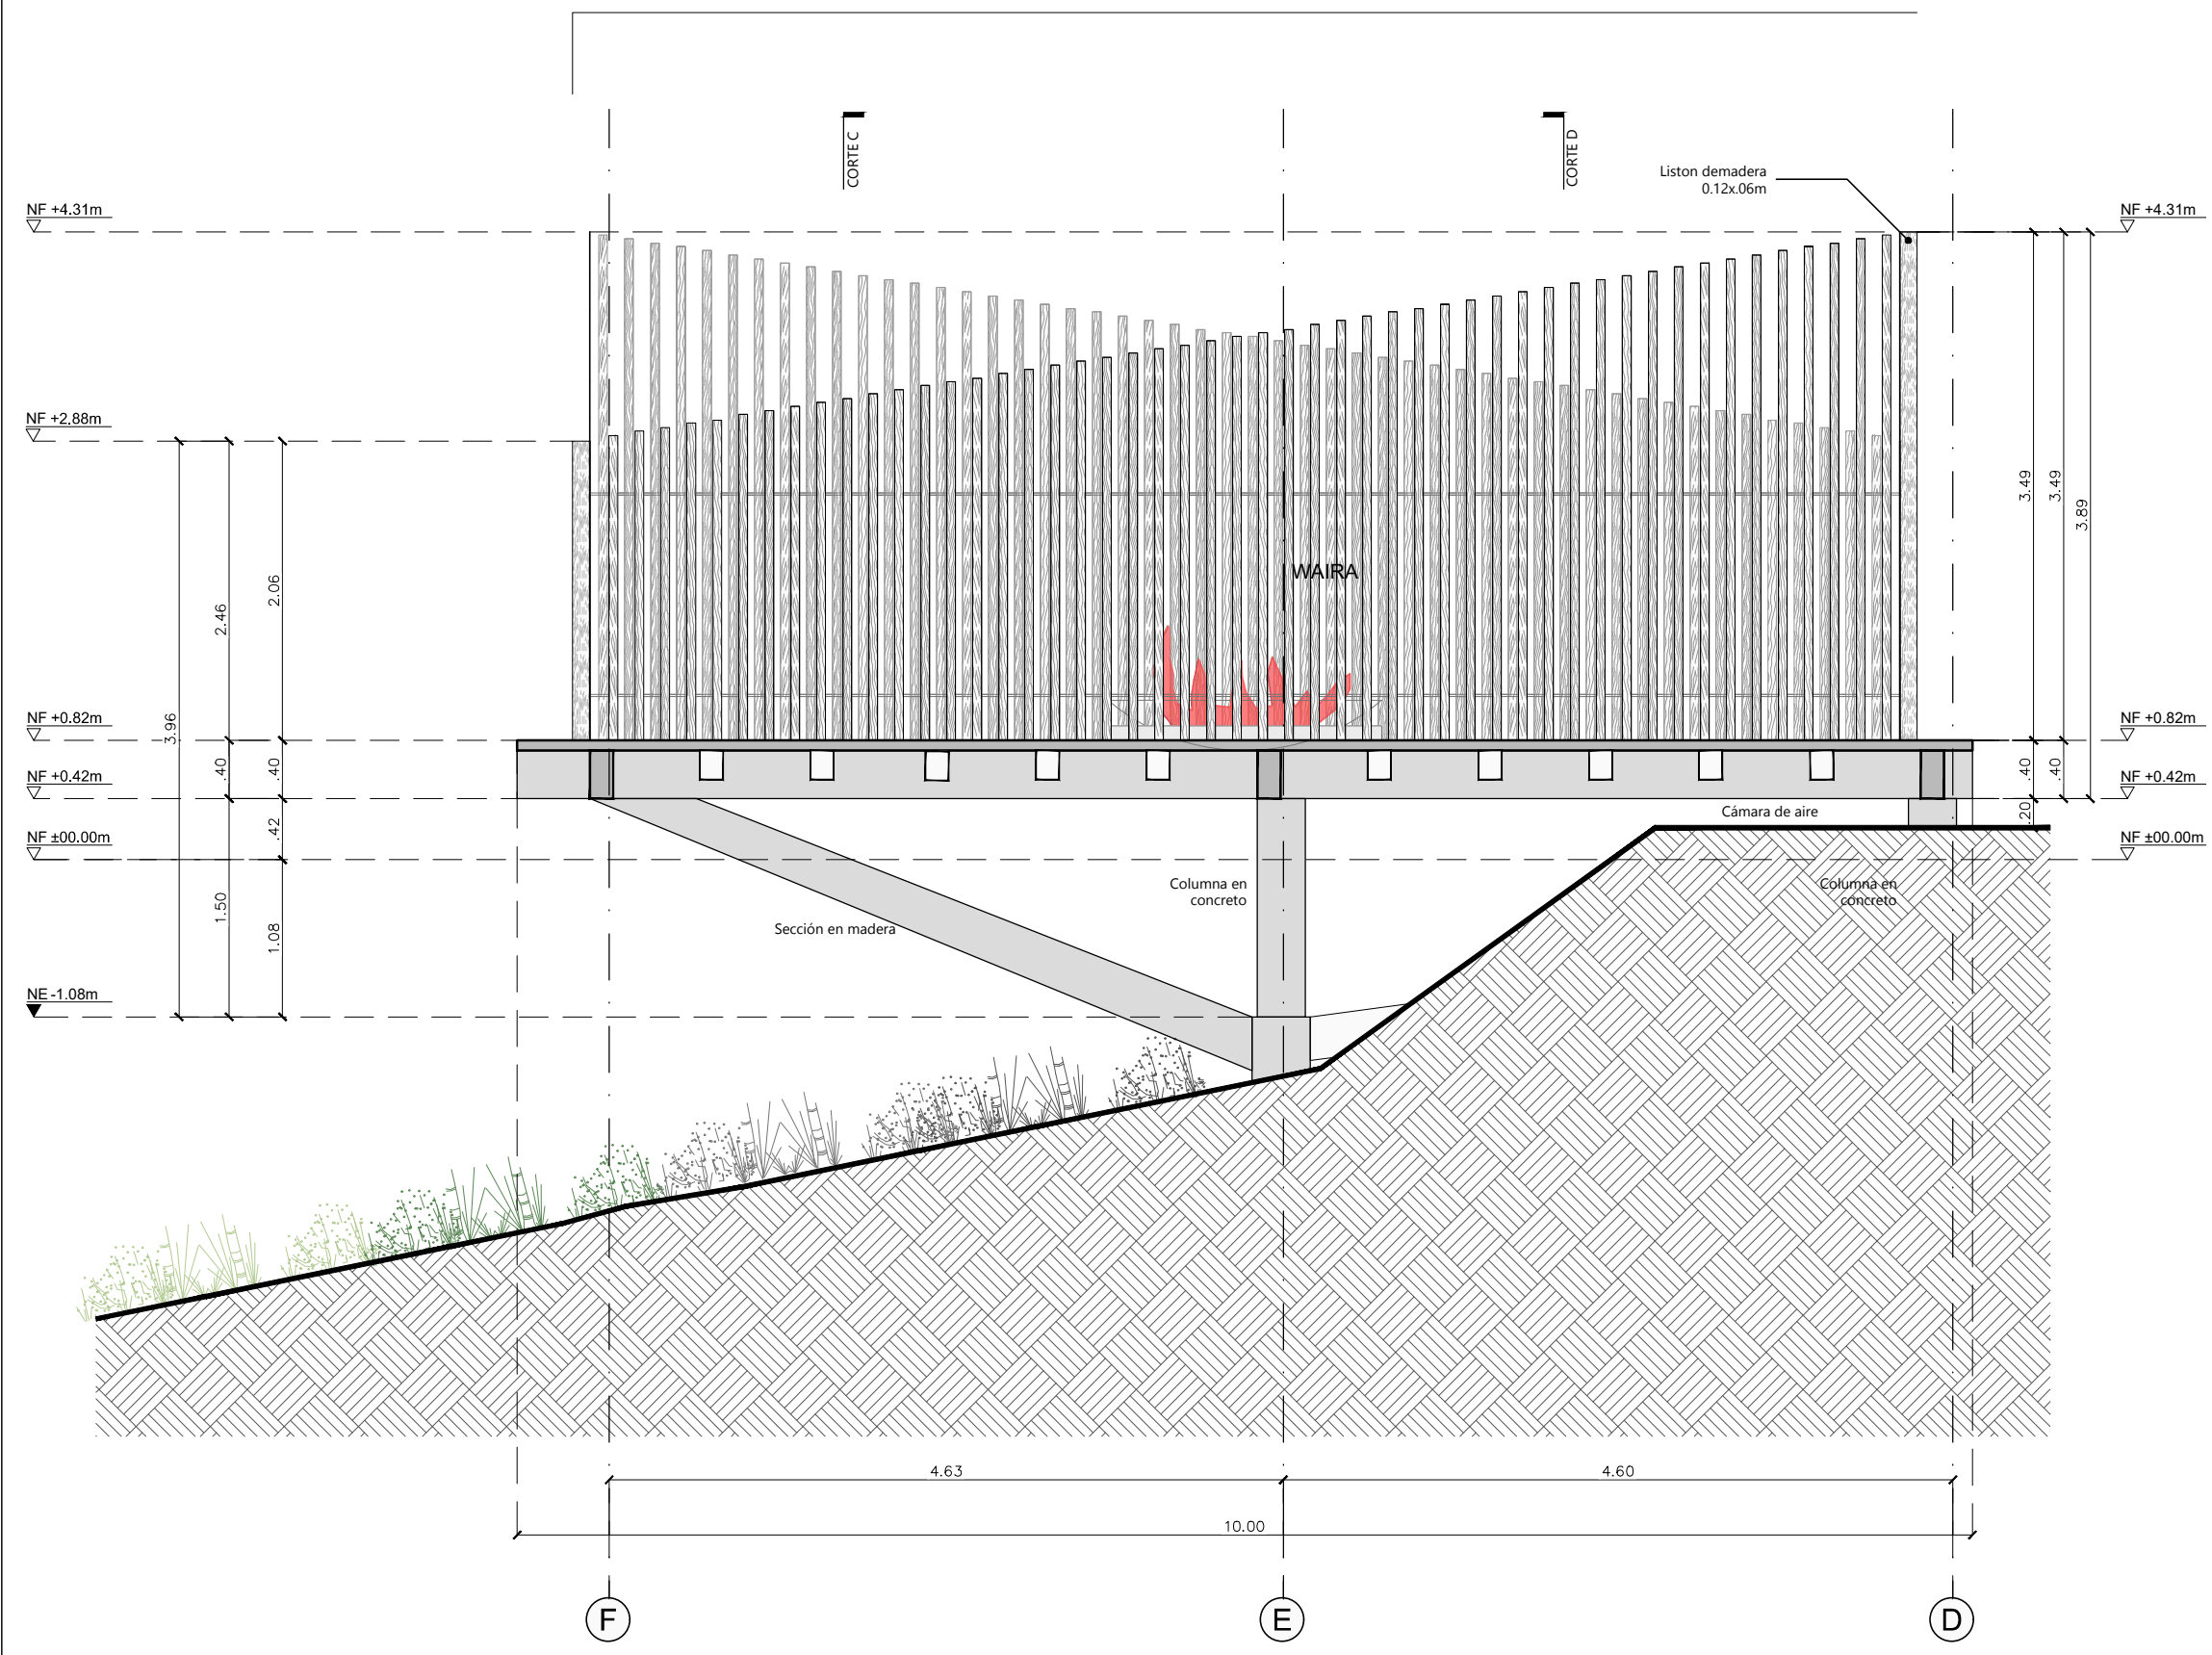 CORTE C
CORTE D
Liston demadera
0.12x.06m
NF +4.31m
NF +4.31m
NF +2.88m
3.49
3.49
3.89
WAIRA
2.06
2.46
3.96
NF +0.82m
NF +0.82m
.40
.40
.40
.40
NF +0.42m
NF +0.42m
Cámara de aire
.20
.42
NF ±00.00m
NF ±00.00m
Columna en
concreto
Columna en
concreto
1.50
1.08
Sección en madera
NE -1.08m
4.63
4.60
10.00
F
E
D